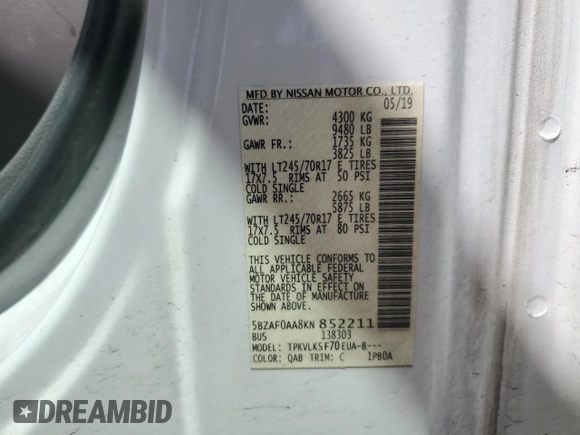 MFD BY NISSAN MOTOR CO., LTD.
DATE: 05/19
GVWR: 4300 KG
9480 LB
GAWR FR.: 1735 KG
3825 LB
WITH LT245/70R17 E TIRES
17x7.5 RIMS AT 50 PSI
COLD SINGLE
GAWR RR.: 2665 KG
5875 LB
WITH LT245/70R17 E TIRES
17x7.5 RIMS AT 80 PSI
COLD SINGLE
THIS VEHICLE CONFORMS TO
ALL APPLICABLE FEDERAL
MOTOR VEHICLE SAFETY
STANDARDS IN EFFECT ON
THE DATE OF MANUFACTURE
SHOWN ABOVE.
5BZAF0AA8KN 852211
BUS 138303
MODEL: TPKVLKSF70EUA-B---
COLOR: QAB TRIM: C 1PB0A
DREAMBID